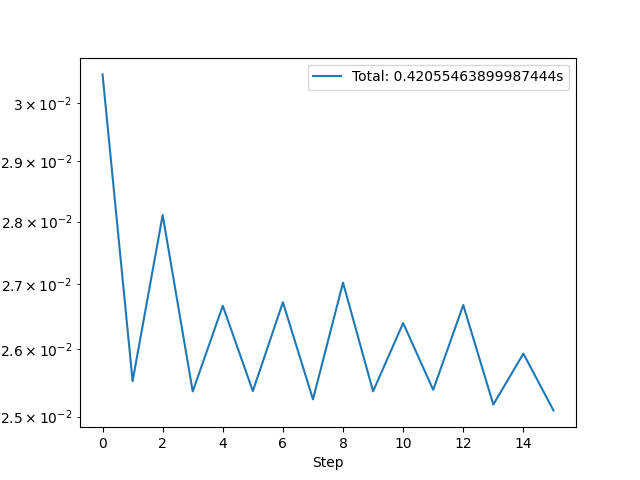 Total: 0.42055463899987444s
3 × 10⁻²
2.9 × 10⁻²
2.8 × 10⁻²
2.7 × 10⁻²
2.6 × 10⁻²
2.5 × 10⁻²
0 2 4 6 8 10 12 14
Step